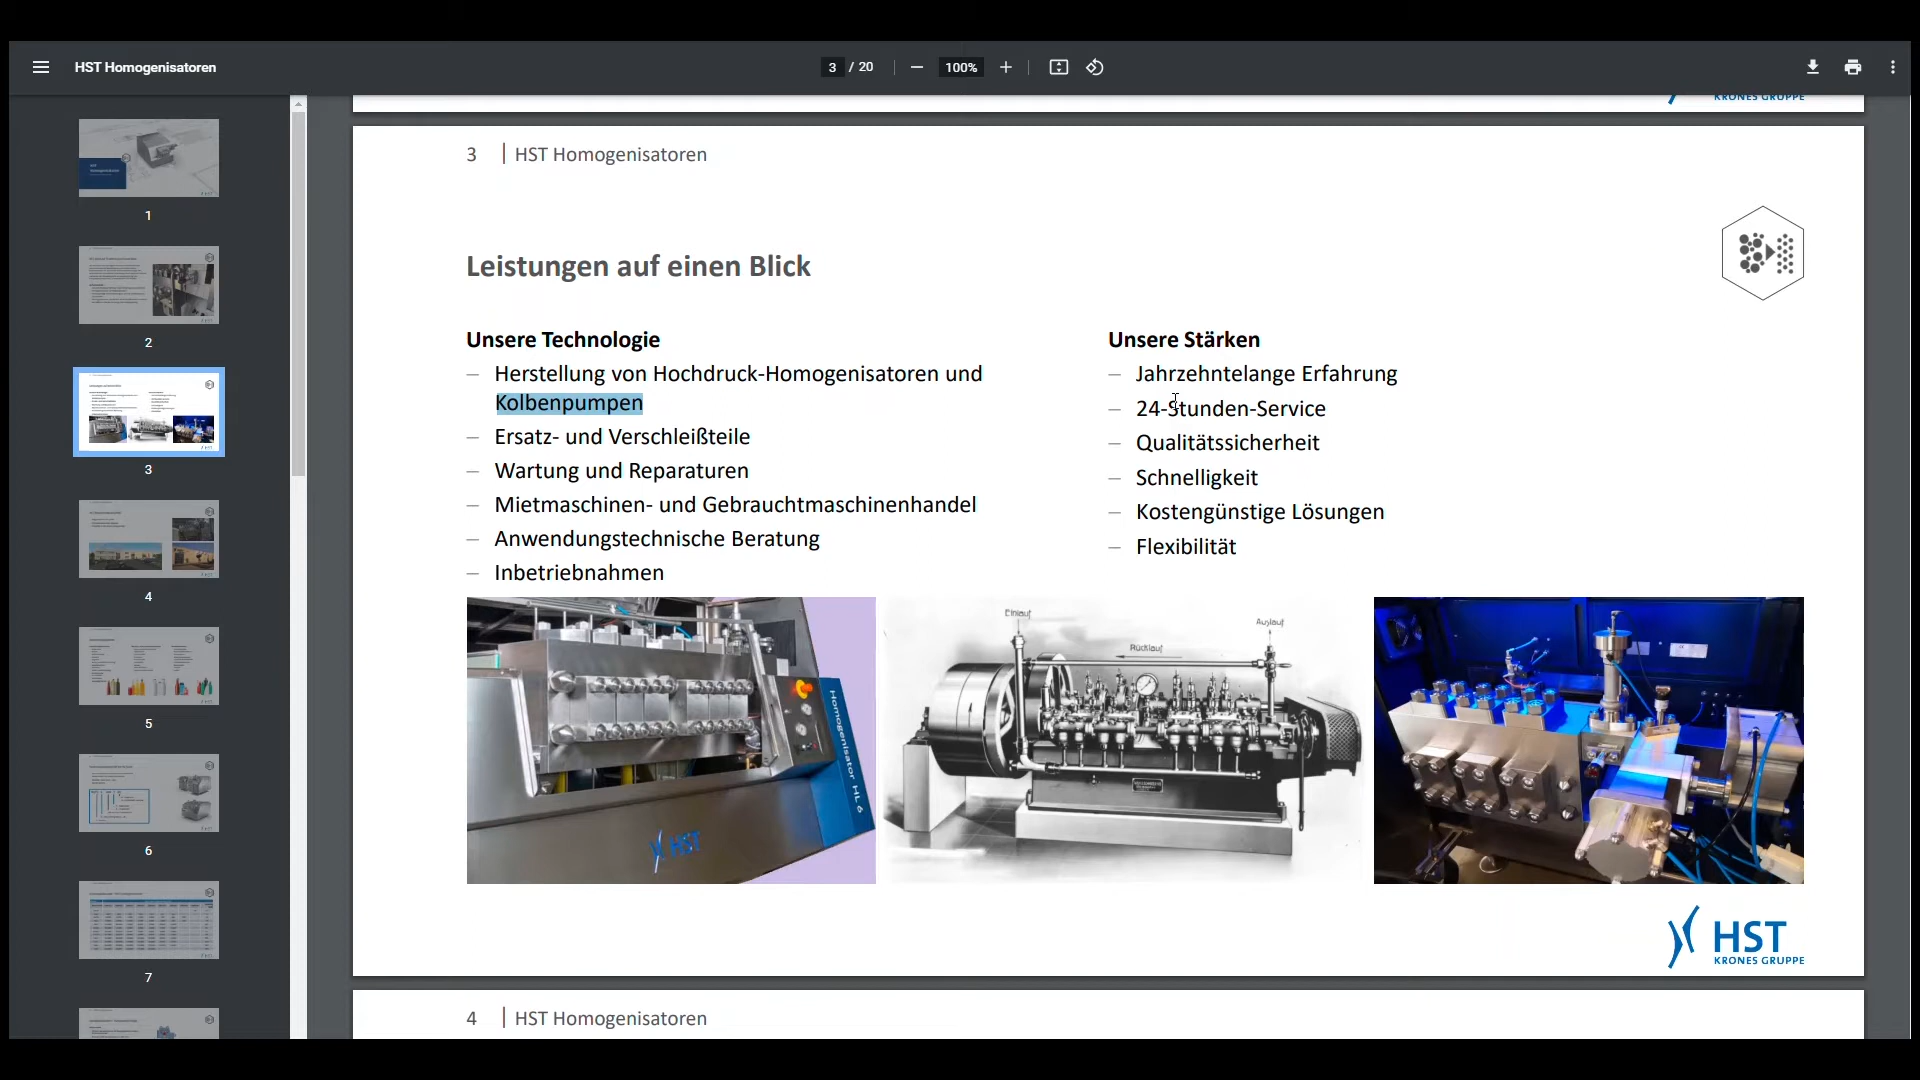 HST Homogenisatoren
3 / 20
100%
1
2
3
4
5
6
7
KRONES GRUPPE
3 | HST Homogenisatoren
Leistungen auf einen Blick
Unsere Technologie
– Herstellung von Hochdruck-Homogenisatoren und
Kolbenpumpen
– Ersatz- und Verschleißteile
– Wartung und Reparaturen
– Mietmaschinen- und Gebrauchtmaschinenhandel
– Anwendungstechnische Beratung
– Inbetriebnahmen
Unsere Stärken
– Jahrzehntelange Erfahrung
– 24-Stunden-Service
– Qualitätssicherheit
– Schnelligkeit
– Kostengünstige Lösungen
– Flexibilität
Homogenisator HL 6
HST
Einlauf
Rücklauf
Auslauf
HST
KRONES GRUPPE
4 | HST Homogenisatoren